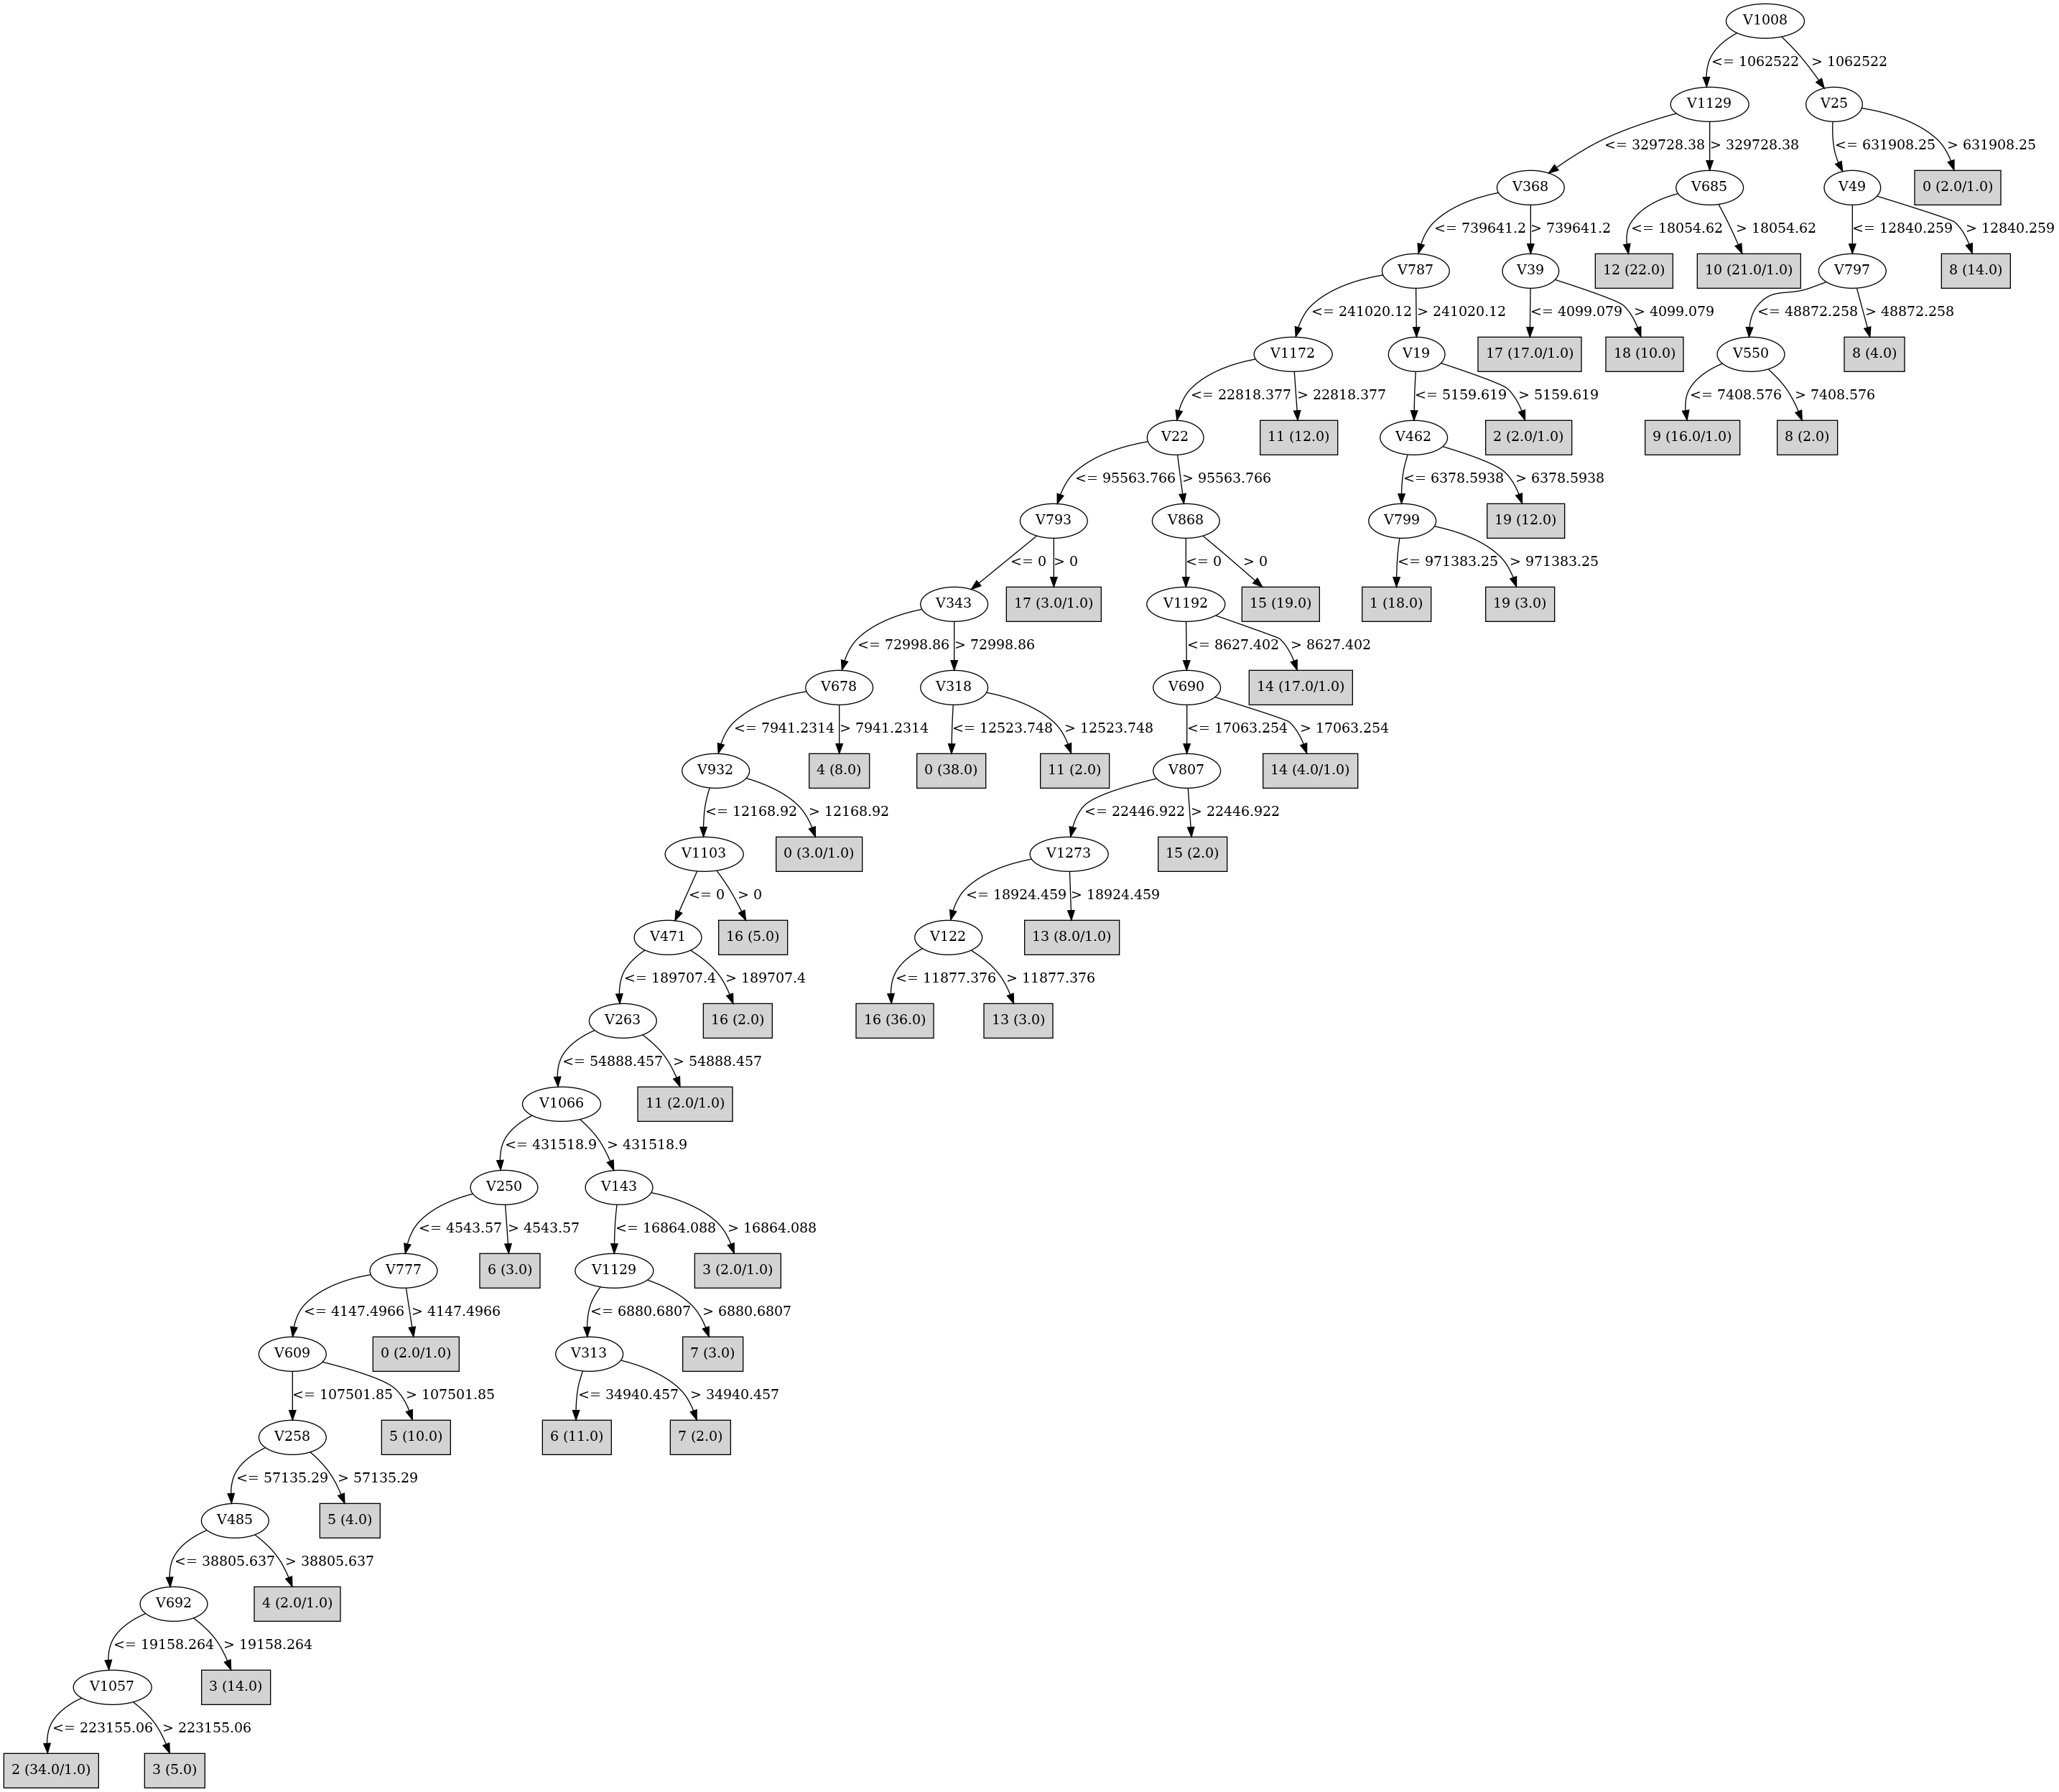 V1008
<= 1062522 > 1062522
V1129 V25
<= 329728.38 > 329728.38 <= 631908.25 > 631908.25
V368 V685 V49 0 (2.0/1.0)
<= 739641.2 > 739641.2 <= 18054.62 > 18054.62 <= 12840.259 > 12840.259
V787 V39 12 (22.0) 10 (21.0/1.0) V797 8 (14.0)
<= 241020.12 > 241020.12 <= 4099.079 > 4099.079 <= 48872.258 > 48872.258
V1172 V19 17 (17.0/1.0) 18 (10.0) V550 8 (4.0)
<= 22818.377 > 22818.377 <= 5159.619 > 5159.619 <= 7408.576 > 7408.576
V22 11 (12.0) V462 2 (2.0/1.0) 9 (16.0/1.0) 8 (2.0)
<= 95563.766 > 95563.766 <= 6378.5938 > 6378.5938
V793 V868 V799 19 (12.0)
<= 0 > 0 <= 0 > 0 <= 971383.25 > 971383.25
V343 17 (3.0/1.0) V1192 15 (19.0) 1 (18.0) 19 (3.0)
<= 72998.86 > 72998.86 <= 8627.402 > 8627.402
V678 V318 V690 14 (17.0/1.0)
<= 7941.2314 > 7941.2314 <= 12523.748 > 12523.748 <= 17063.254 > 17063.254
V932 4 (8.0) 0 (38.0) 11 (2.0) V807 14 (4.0/1.0)
<= 12168.92 > 12168.92 <= 22446.922 > 22446.922
V1103 0 (3.0/1.0) V1273 15 (2.0)
<= 0 > 0 <= 18924.459 > 18924.459
V471 16 (5.0) V122 13 (8.0/1.0)
<= 189707.4 > 189707.4 <= 11877.376 > 11877.376
V263 16 (2.0) 16 (36.0) 13 (3.0)
<= 54888.457 > 54888.457
V1066 11 (2.0/1.0)
<= 431518.9 > 431518.9
V250 V143
<= 4543.57 > 4543.57 <= 16864.088 > 16864.088
V777 6 (3.0) V1129 3 (2.0/1.0)
<= 4147.4966 > 4147.4966 <= 6880.6807 > 6880.6807
V609 0 (2.0/1.0) V313 7 (3.0)
<= 107501.85 > 107501.85 <= 34940.457 > 34940.457
V258 5 (10.0) 6 (11.0) 7 (2.0)
<= 57135.29 > 57135.29
V485 5 (4.0)
<= 38805.637 > 38805.637
V692 4 (2.0/1.0)
<= 19158.264 > 19158.264
V1057 3 (14.0)
<= 223155.06 > 223155.06
2 (34.0/1.0) 3 (5.0)